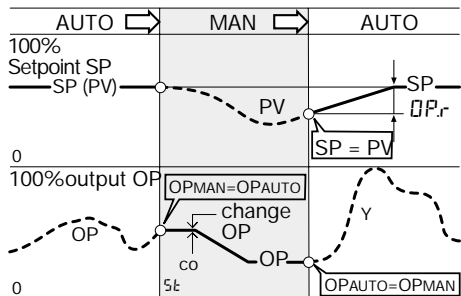 AUTO MAN AUTO
100%
Setpoint SP
SP (PV)
SP
PV
OP.r
SP = PV
0
100%output OP
OPMAN=OPAUTO
change
OP
OP
Y
co
OP
0
St
OPAUTO=OPMAN